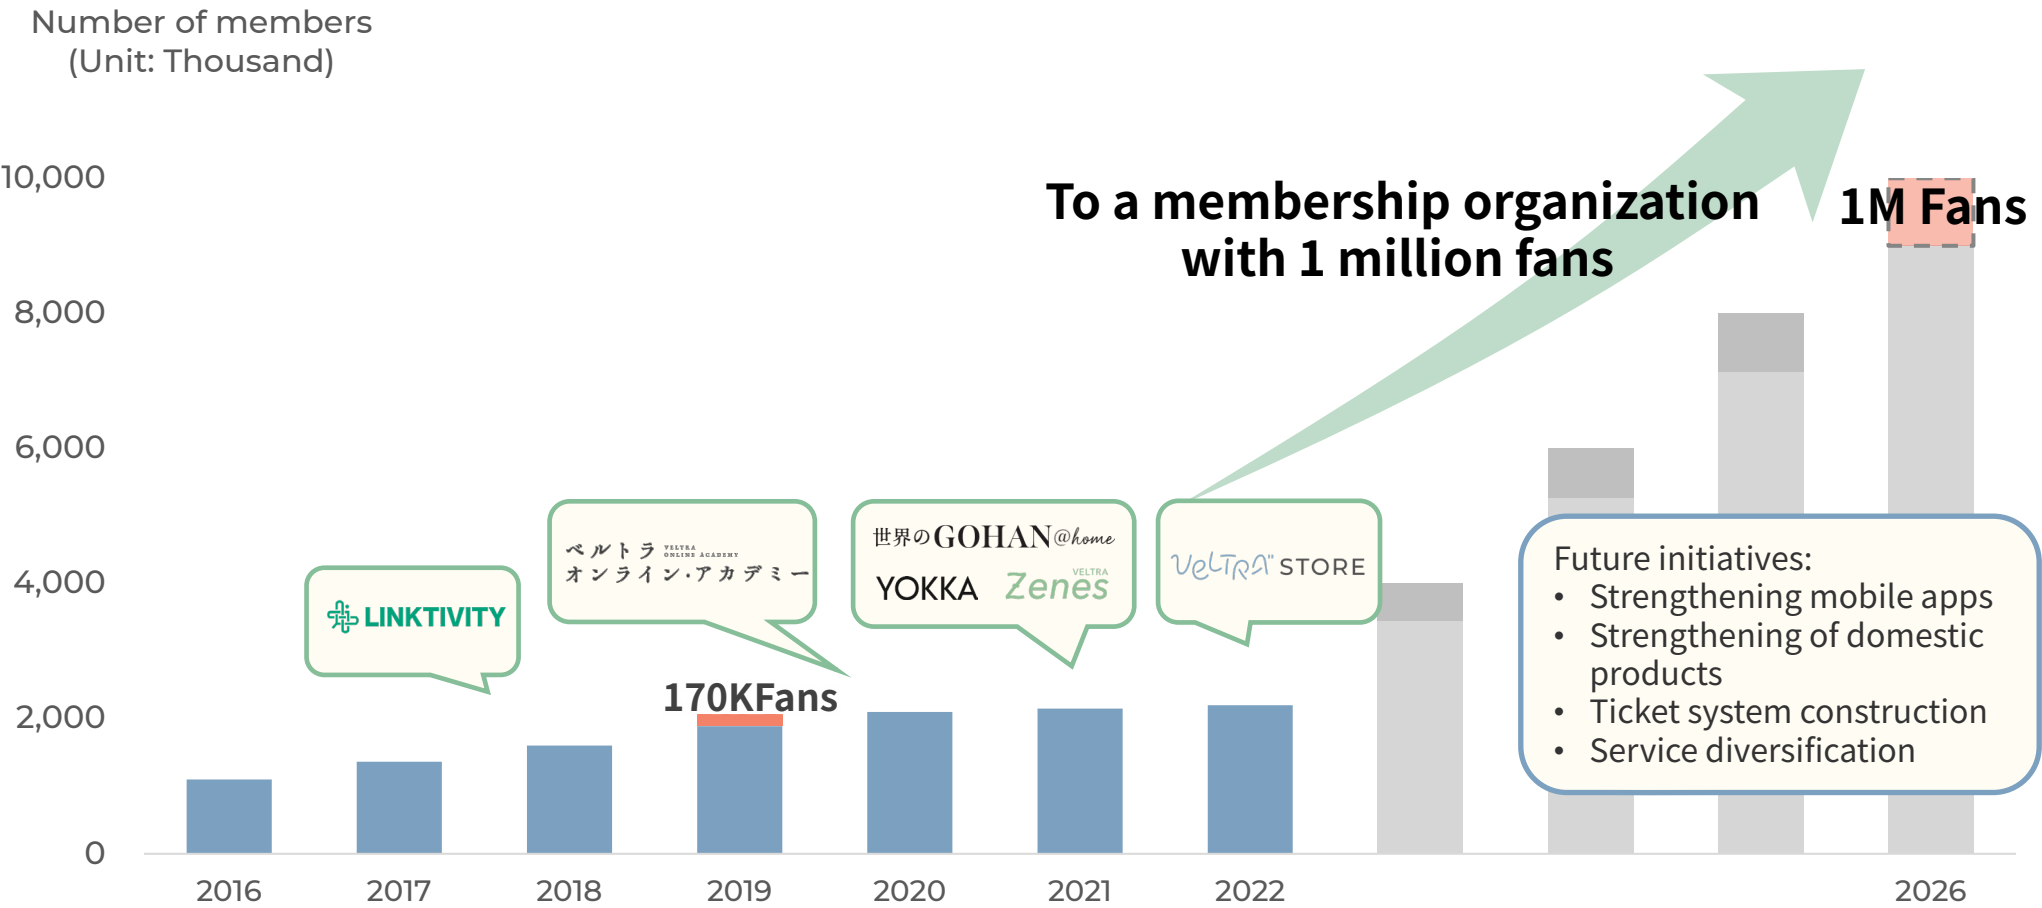 Number of members
(Unit: Thousand)
10,000
8,000
6,000
4,000
2,000
0
To a membership organization
with 1 million fans
1M Fans
LINKTIVITY
ベルトラ VELTRA ONLINE ACADEMY
オンライン・アカデミー
世界のGOHAN@home
YOKKA
VELTRA
Zenes
VELTRA STORE
170KFans
Future initiatives:
• Strengthening mobile apps
• Strengthening of domestic
products
• Ticket system construction
• Service diversification
2016
2017
2018
2019
2020
2021
2022
2026